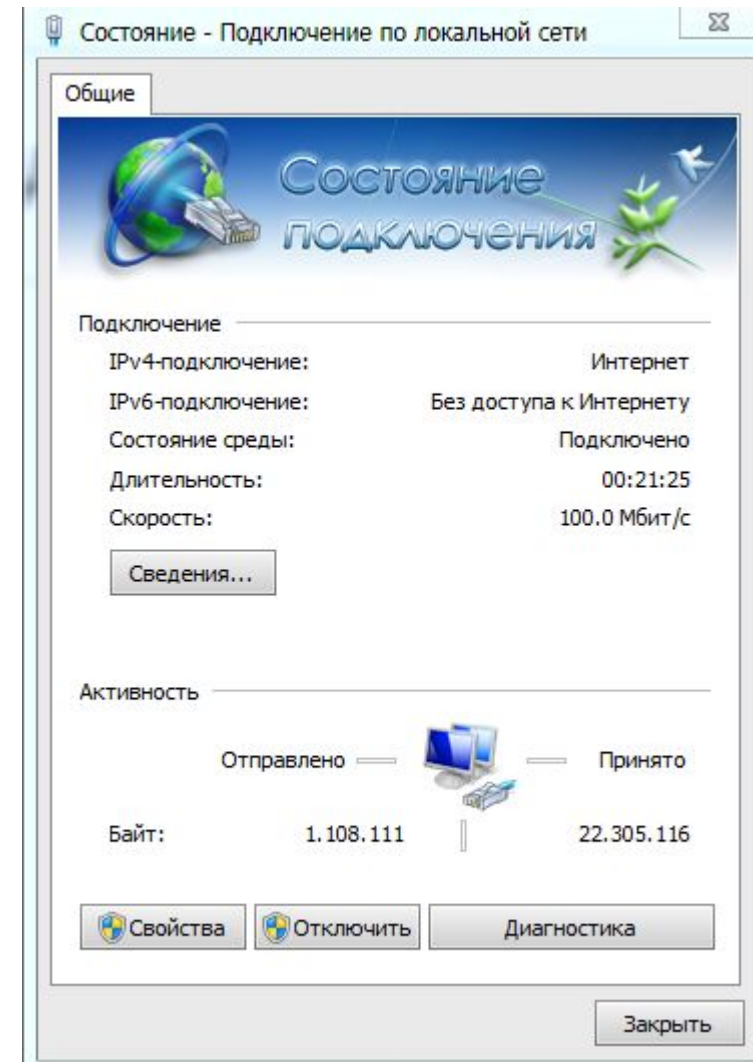 Состояние - Подключение по локальной сети
Общие
Состояние
подключения
Подключение
IPv4-подключение: Интернет
IPv6-подключение: Без доступа к Интернету
Состояние среды: Подключено
Длительность: 00:21:25
Скорость: 100.0 Мбит/с
Сведения...
Активность
Отправлено Принято
Байт: 1.108.111 22.305.116
Свойства Отключить Диагностика
Закрыть